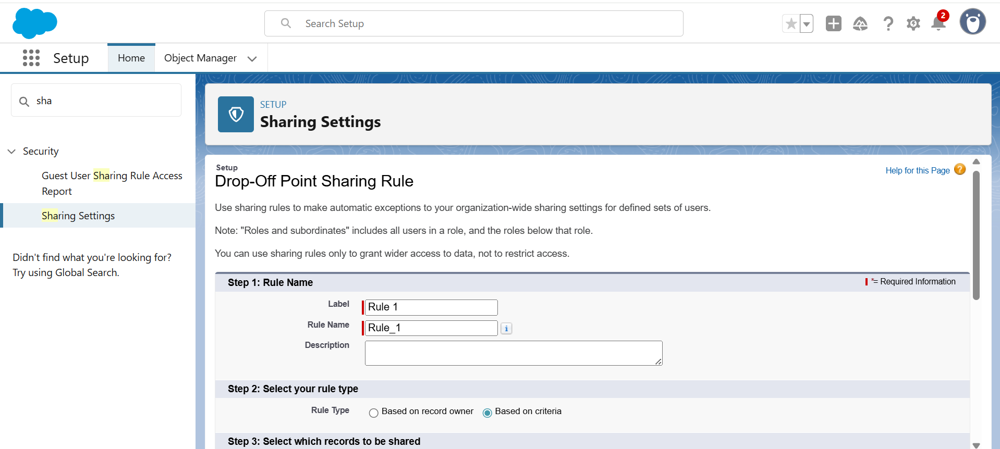 Search Setup
2
Setup
Home
Object Manager
sha
Security
Guest User Sharing Rule Access
Report
Sharing Settings
Didn't find what you're looking for?
Try using Global Search.
SETUP
Sharing Settings
Setup
Drop-Off Point Sharing Rule
Help for this Page ?
Use sharing rules to make automatic exceptions to your organization-wide sharing settings for defined sets of users.
Note: "Roles and subordinates" includes all users in a role, and the roles below that role.
You can use sharing rules only to grant wider access to data, not to restrict access.
Step 1: Rule Name
*= Required Information
Label
Rule 1
Rule Name
Rule_1
i
Description
Step 2: Select your rule type
Rule Type
Based on record owner
Based on criteria
Step 3: Select which records to be shared